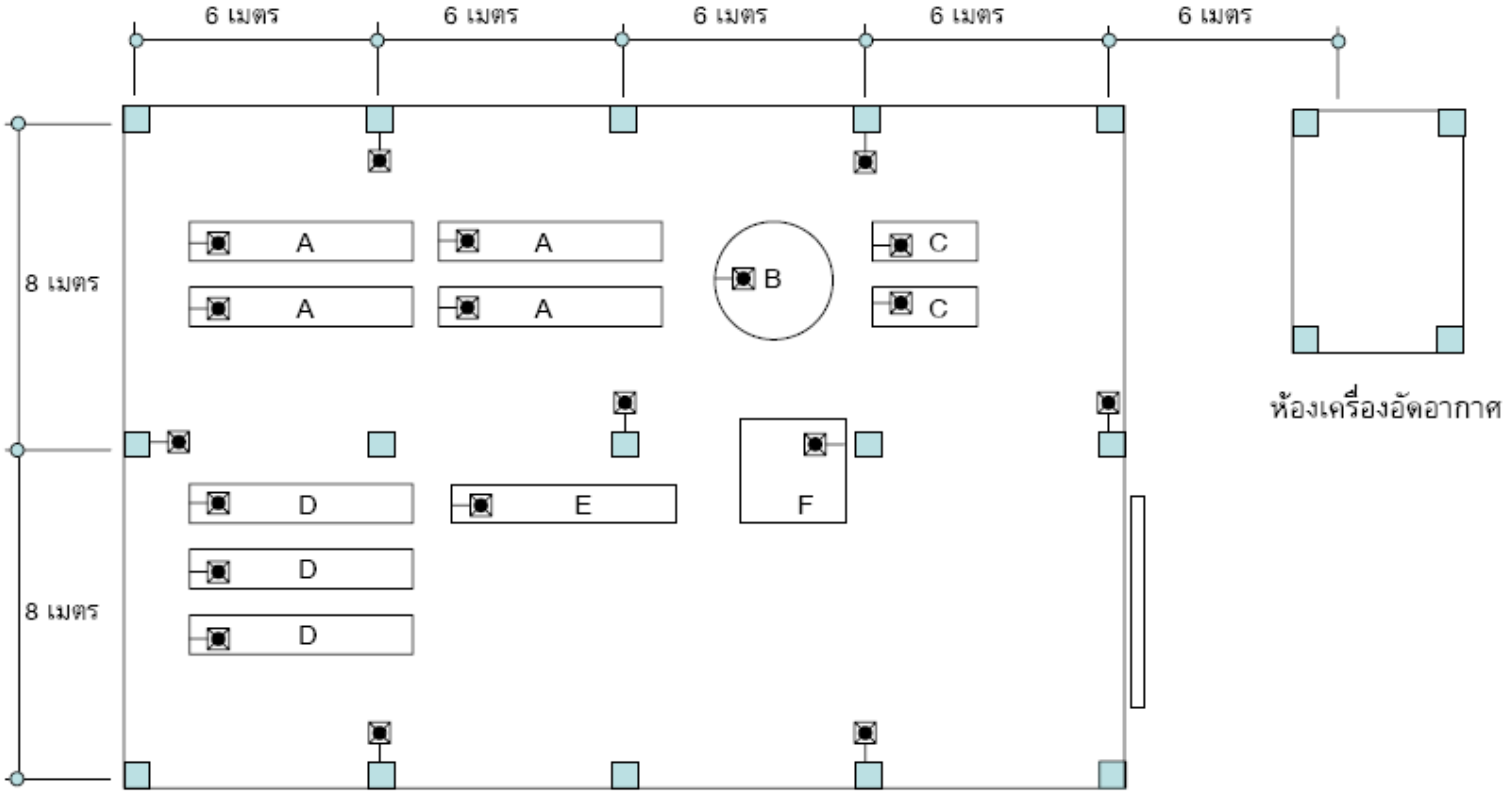 6 เมตร 6 เมตร 6 เมตร 6 เมตร 6 เมตร
A A C
8 เมตร B
A A C
ห้องเครื่องอัดอากาศ
D E F
D
8 เมตร
D